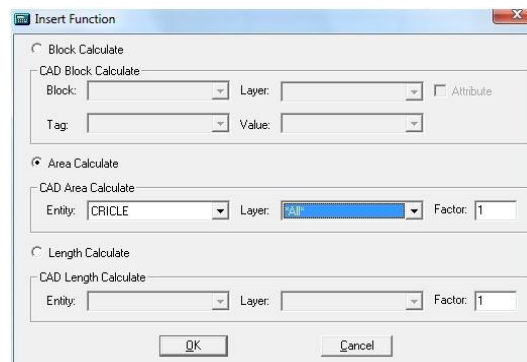 Insert Function
Block Calculate
CAD Block Calculate
Block: Layer: Attribute
Tag: Value:
Area Calculate
CAD Area Calculate
Entity: CRICLE Layer: *All* Factor: 1
Length Calculate
CAD Length Calculate
Entity: Layer: Factor: 1
OK Cancel